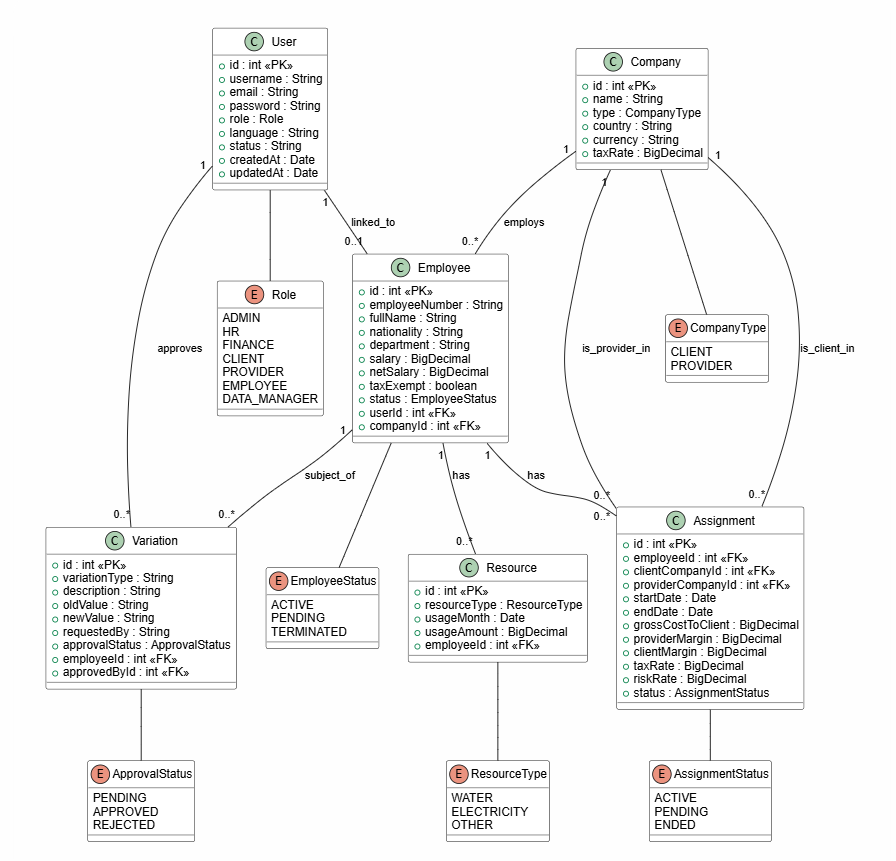 C User
id : int «PK»
username : String
email : String
password : String
role : Role
language : String
status : String
createdAt : Date
updatedAt : Date
C Company
id : int «PK»
name : String
type : CompanyType
country : String
currency : String
taxRate : BigDecimal
1
1
linked_to
0..1
1
employs
0..*
1
1
E Role
ADMIN
HR
FINANCE
CLIENT
PROVIDER
EMPLOYEE
DATA_MANAGER
C Employee
id : int «PK»
employeeNumber : String
fullName : String
nationality : String
department : String
salary : BigDecimal
netSalary : BigDecimal
taxExempt : boolean
status : EmployeeStatus
userId : int «FK»
companyId : int «FK»
E CompanyType
CLIENT
PROVIDER
approves
is_provider_in
is_client_in
1
subject_of
1
has
1
has
0..*
0..*
0..*
0..*
0..*
0..*
C Variation
id : int «PK»
variationType : String
description : String
oldValue : String
newValue : String
requestedBy : String
approvalStatus : ApprovalStatus
employeeId : int «FK»
approvedById : int «FK»
E EmployeeStatus
ACTIVE
PENDING
TERMINATED
C Resource
id : int «PK»
resourceType : ResourceType
usageMonth : Date
usageAmount : BigDecimal
employeeId : int «FK»
C Assignment
id : int «PK»
employeeId : int «FK»
clientCompanyId : int «FK»
providerCompanyId : int «FK»
startDate : Date
endDate : Date
grossCostToClient : BigDecimal
providerMargin : BigDecimal
clientMargin : BigDecimal
taxRate : BigDecimal
riskRate : BigDecimal
status : AssignmentStatus
E ApprovalStatus
PENDING
APPROVED
REJECTED
E ResourceType
WATER
ELECTRICITY
OTHER
E AssignmentStatus
ACTIVE
PENDING
ENDED